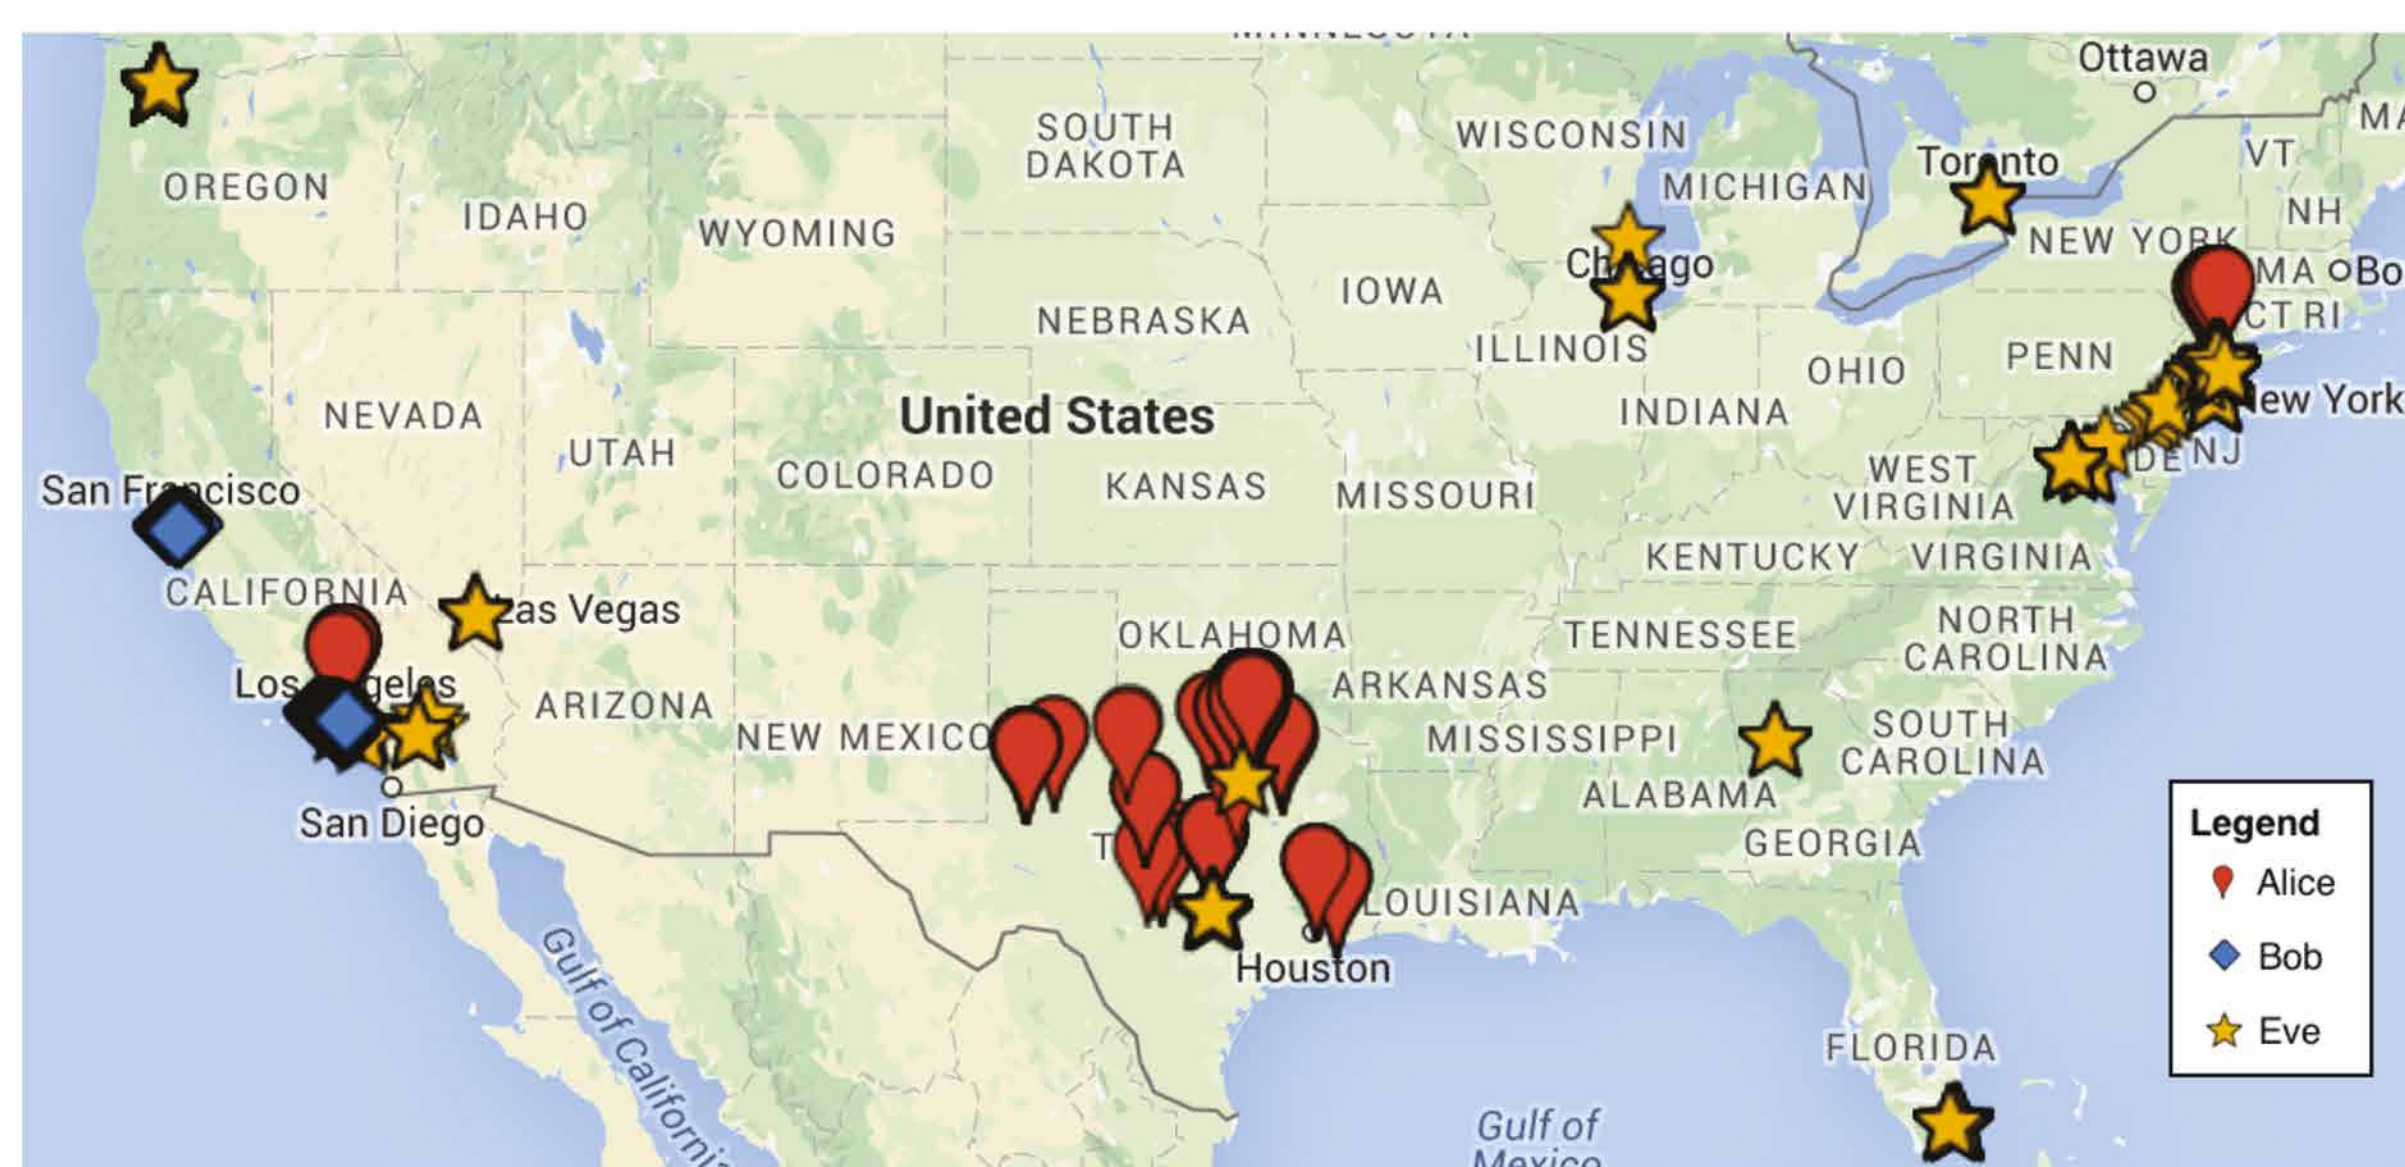 Ottawa
SOUTH
DAKOTA
WISCONSIN
VT
Toronto
OREGON
IDAHO
WYOMING
MICHIGAN
NH
NEW YORK
Chicago
MA
IOWA
NEBRASKA
CT RI
ILLINOIS
OHIO
PENN
United States
NEVADA
INDIANA
New York
UTAH
COLORADO
KANSAS
MISSOURI
WEST
VIRGINIA
DE NJ
San Francisco
KENTUCKY
VIRGINIA
CALIFORNIA
Las Vegas
OKLAHOMA
TENNESSEE
NORTH
CAROLINA
Los Angeles
ARIZONA
NEW MEXICO
ARKANSAS
MISSISSIPPI
SOUTH
CAROLINA
ALABAMA
San Diego
GEORGIA
LOUISIANA
Houston
Gulf of California
FLORIDA
Gulf of
Mexico
Legend
Alice
Bob
Eve